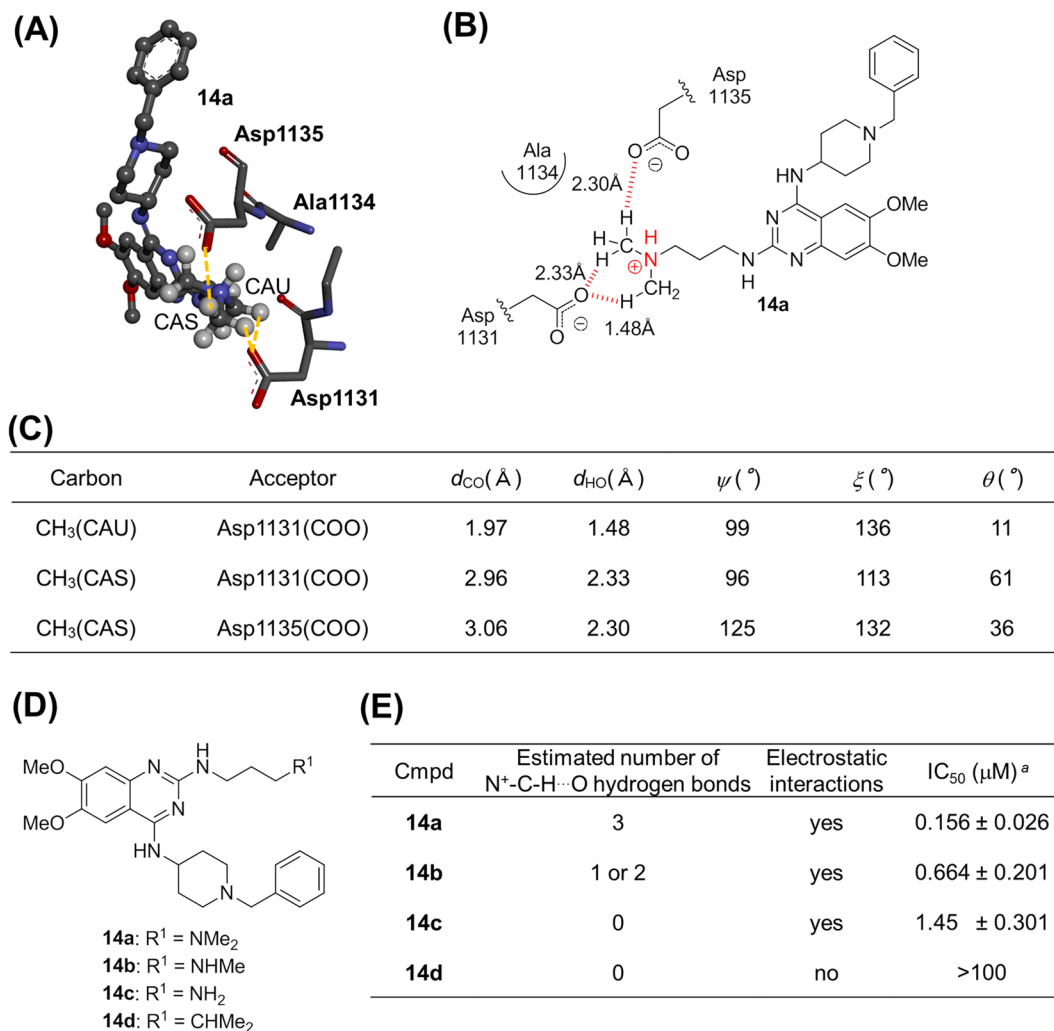 (A)
14a
Asp1135
Ala1134
CAU
CAS
Asp1131
(B)
Asp
1135
Ala
1134
O
O
⊖
2.30Å
H
H
H
C
H
N
⊕
2.33Å
H
CH₂
1.48Å
O
O
⊖
Asp
1131
N
H
N
N
HN
N
OMe
OMe
14a
(C)
Carbon Acceptor dCO(Å) dHO(Å) ψ(°) ξ(°) θ(°)
CH₃(CAU) Asp1131(COO) 1.97 1.48 99 136 11
CH₃(CAS) Asp1131(COO) 2.96 2.33 96 113 61
CH₃(CAS) Asp1135(COO) 3.06 2.30 125 132 36
(D)
MeO
MeO
N
N
H
N
R¹
HN
N
14a: R¹ = NMe₂
14b: R¹ = NHMe
14c: R¹ = NH₂
14d: R¹ = CHMe₂
(E)
Cmpd Estimated number of N⁺-C-H···O hydrogen bonds Electrostatic interactions IC₅₀ (μM) ᵃ
14a 3 yes 0.156 ± 0.026
14b 1 or 2 yes 0.664 ± 0.201
14c 0 yes 1.45 ± 0.301
14d 0 no >100